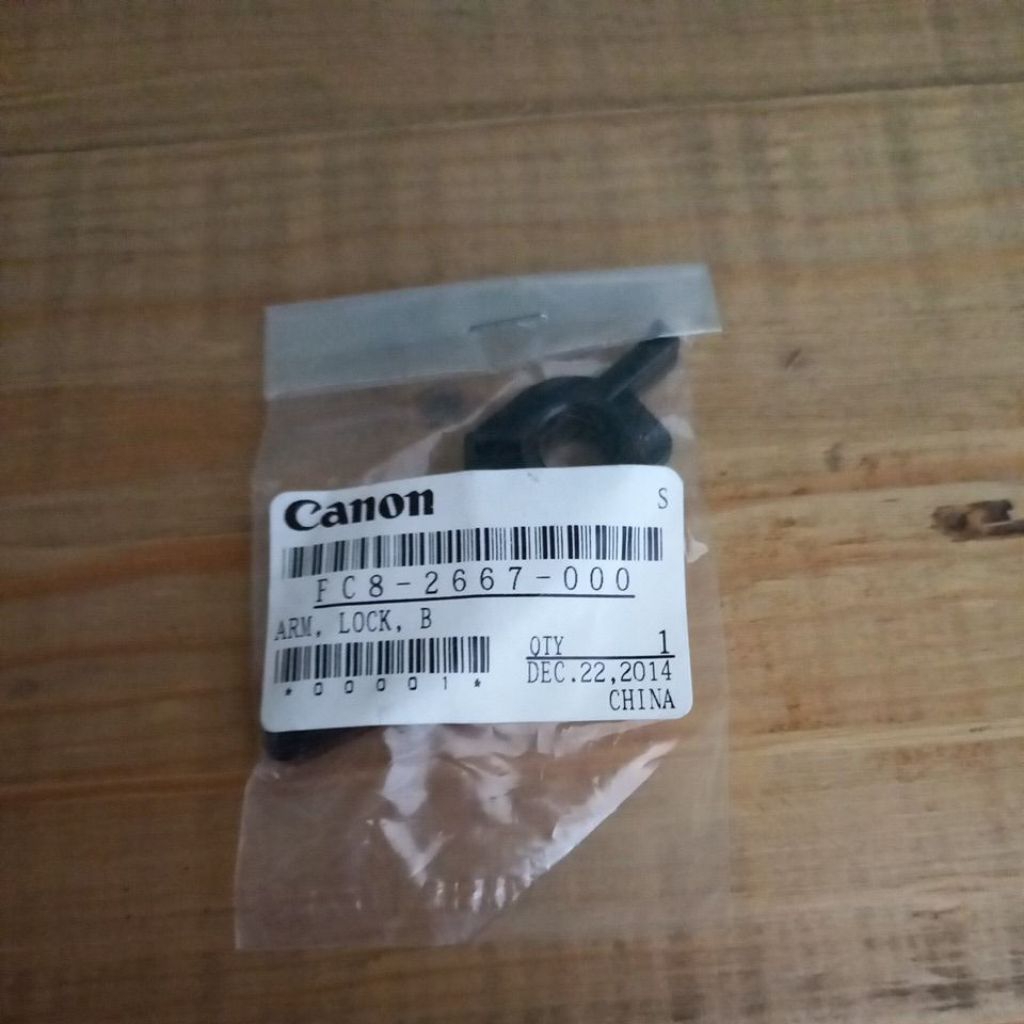 Canon
S
FC8-2667-000
ARM, LOCK, B
QTY 1
*00001*
DEC.22,2014
CHINA